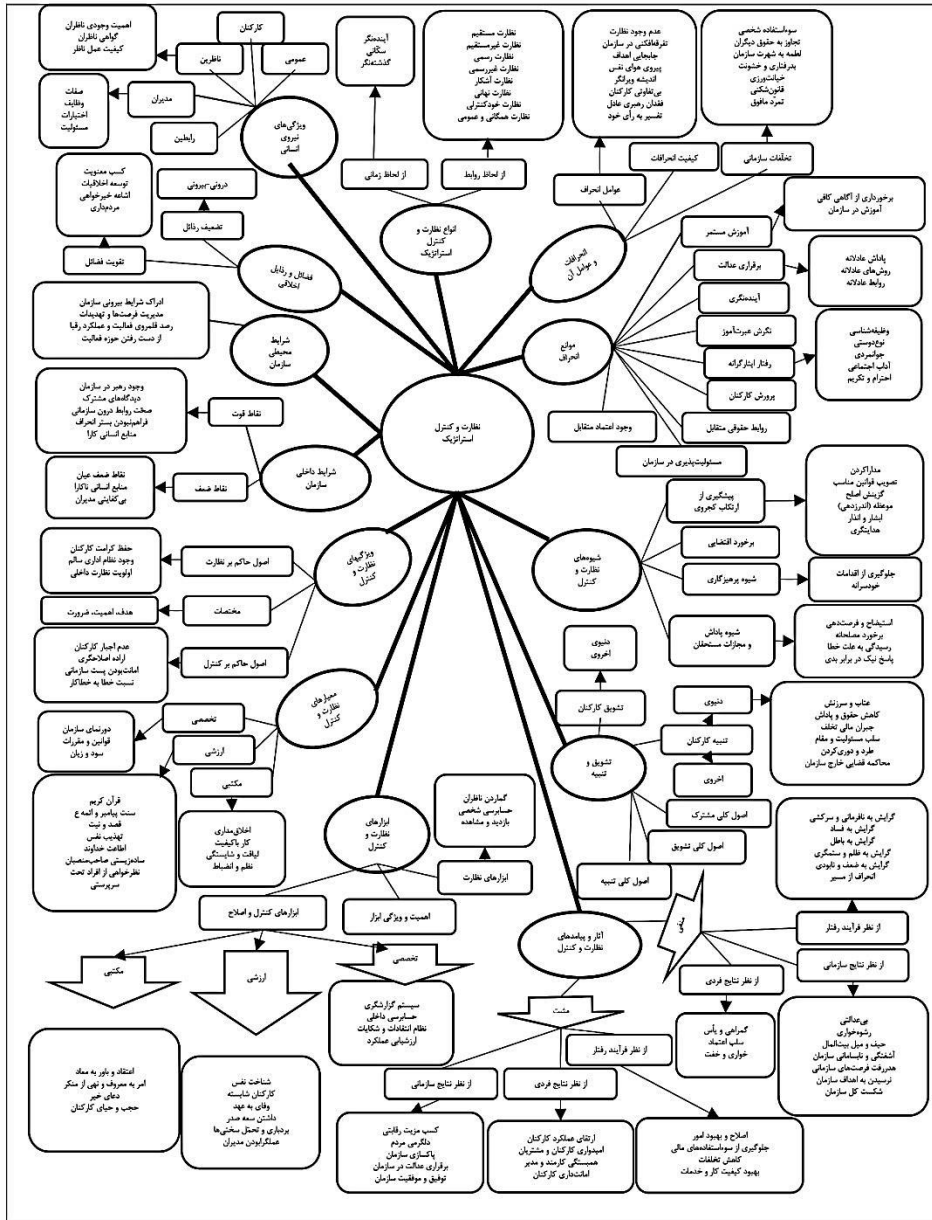 نظارت و کنترل
استراتژیک
ویژگی‌های
نیروی
انسانی
کارکنان
عمومی
ناظرین
مدیران
رابطین
اهمیت وجودی ناظران
گواهی ناظران
کیفیت عمل ناظر
صفات
وظایف
اختیارات
مسئولیت
فضائل و رذایل
اخلاقی
تضعیف رذائل
درونی-بیرونی
تقویت فضائل
کسب معنویت
توسعه اخلاقیات
اشاعه خیرخواهی
مردم‌داری
شرایط
محیطی
سازمان
ادراک شرایط بیرونی سازمان
مدیریت فرصت‌ها و تهدیدات
رصد قلمروی فعالیت و عملکرد رقبا
از دست رفتن حوزه فعالیت
شرایط داخلی
سازمان
نقاط قوت
وجود رهبر در سازمان
دیدگاه‌های مشترک
صحت روابط درون سازمانی
فراهم‌نبودن بستر انحراف
منابع انسانی کارا
نقاط ضعف
نقاط ضعف عیان
منابع انسانی ناکارا
بی‌کفایتی مدیران
ویژگیهای
نظارت و
کنترل
اصول حاکم بر نظارت
حفظ کرامت کارکنان
وجود نظام اداری سالم
اولویت نظارت داخلی
مختصات
هدف، اهمیت، ضرورت
اصول حاکم بر کنترل
عدم اجبار کارکنان
اراده اصلاحگری
امانت‌بودن پست سازمانی
نسبت خطا به خطاکار
معیارهای
نظارت و
کنترل
تخصصی
دورنمای سازمان
قوانین و مقررات
سود و زیان
ارزشی
قرآن کریم
سنت پیامبر و ائمه ع
قصد و نیت
تهذیب نفس
اطاعت خداوند
ساده‌زیستی صاحب‌منصبان
نظرخواهی از افراد تحت
سرپرستی
مکتبی
اخلاق‌مداری
کار باکیفیت
لیاقت و شایستگی
نظم و انضباط
ابزارهای
نظارت و
کنترل
ابزارهای نظارت
گماردن ناظران
حسابرسی شخصی
بازدید و مشاهده
اهمیت و ویژگی ابزار
ابزارهای کنترل و اصلاح
مکتبی
اعتقاد و باور به معاد
امر به معروف و نهی از منکر
دعای خیر
حجب و حیای کارکنان
ارزشی
شناخت نفس
کارکنان شایسته
وفای به عهد
داشتن سعه صدر
بردباری و تحمل سختی‌ها
عملگرابودن مدیران
تخصصی
سیستم گزارشگری
حسابرسی داخلی
نظام انتقادات و شکایات
ارزشیابی عملکرد
انواع نظارت و
کنترل
استراتژیک
از لحاظ زمانی
آینده‌نگر
سکّانی
گذشته‌نگر
از لحاظ روابط
نظارت مستقیم
نظارت غیرمستقیم
نظارت رسمی
نظارت غیررسمی
نظارت آشکار
نظارت نهانی
نظارت خودکنترلی
نظارت همگانی و عمومی
انحرافات
و عوامل آن
عوامل انحراف
عدم وجود نظارت
تفرقه‌افکنی در سازمان
جابجایی اهداف
پیروی هوای نفس
اندیشه ویرانگر
بی‌تفاوتی کارکنان
فقدان رهبری عادل
تفسیر به رأی خود
کیفیت انحرافات
تخلّفات سازمانی
سوءاستفاده شخصی
تجاوز به حقوق دیگران
لطمه به شهرت سازمان
بدرفتاری و خشونت
خیانت‌ورزی
قانون‌شکنی
تمرّد مافوق
موانع
انحراف
آموزش مستمر
برخورداری از آگاهی کافی
آموزش در سازمان
برقراری عدالت
پاداش عادلانه
روش‌های عادلانه
روابط عادلانه
آینده‌نگری
نگرش عبرت‌آموز
رفتار ایثارگرانه
وظیفه‌شناسی
نوع‌دوستی
جوانمردی
آداب اجتماعی
احترام و تکریم
پرورش کارکنان
روابط حقوقی متقابل
مسئولیت‌پذیری در سازمان
وجود اعتماد متقابل
شیوه‌های
نظارت و
کنترل
پیشگیری از
ارتکاب کجروی
مداراکردن
تصویب قوانین مناسب
گزینش اصلح
موعظه (اندرزدهی)
ابشار و انذار
هدایتگری
برخورد اقتضایی
شیوه پرهیزگاری
جلوگیری از اقدامات
خودسرانه
شیوه پاداش
و مجازات مستحقان
استیضاح و فرصت‌دهی
برخورد مصلحانه
رسیدگی به علت خطا
پاسخ نیک در برابر بدی
تشویق و
تنبیه
تشویق کارکنان
دنیوی
اخروی
تنبیه کارکنان
دنیوی
عتاب و سرزنش
کاهش حقوق و پاداش
جبران مالی تخلف
سلب مسئولیت و مقام
طرد و دوری‌کردن
محاکمه قضایی خارج سازمان
اخروی
اصول کلی مشترک
اصول کلی تشویق
اصول کلی تنبیه
آثار و پیامدهای
نظارت و کنترل
منفی
از نظر فرآیند رفتار
گرایش به نافرمانی و سرکشی
گرایش به فساد
گرایش به باطل
گرایش به ظلم و ستمگری
گرایش به ضعف و نابودی
انحراف از مسیر
از نظر نتایج سازمانی
بی‌عدالتی
رشوه‌خواری
حیف و میل بیت‌المال
آشفتگی و نابسامانی سازمان
هدررفت فرصت‌های سازمانی
نرسیدن به اهداف سازمان
شکست کل سازمان
از نظر نتایج فردی
گمراهی و یأس
سلب اعتماد
خواری و خفت
مثبت
از نظر فرآیند رفتار
اصلاح و بهبود امور
جلوگیری از سوءاستفاده‌های مالی
کاهش تخلفات
بهبود کیفیت کار و خدمات
از نظر نتایج فردی
ارتقای عملکرد کارکنان
امیدواری کارکنان و مشتریان
همبستگی کارمند و مدیر
امانت‌داری کارکنان
از نظر نتایج سازمانی
کسب مزیت رقابتی
دلگرمی مردم
پاکسازی سازمان
برقراری عدالت در سازمان
توفیق و موفقیت سازمان